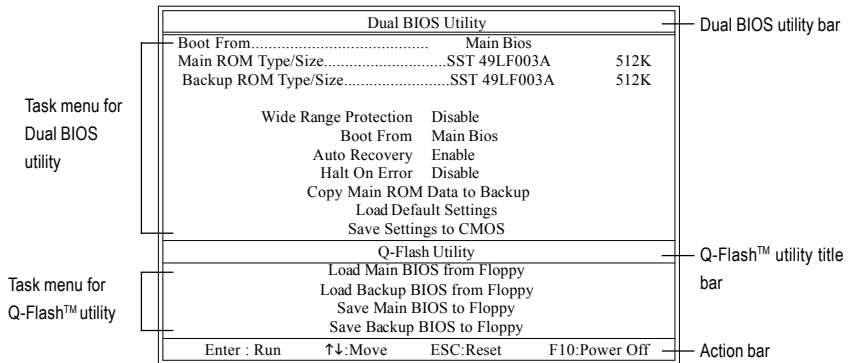 Dual BIOS Utility
Dual BIOS utility bar
Boot From.......................................... Main Bios
Main ROM Type/Size.............................SST 49LF003A 512K
Backup ROM Type/Size.........................SST 49LF003A 512K
Task menu for
Dual BIOS
utility
Wide Range Protection Disable
Boot From Main Bios
Auto Recovery Enable
Halt On Error Disable
Copy Main ROM Data to Backup
Load Default Settings
Save Settings to CMOS
Q-Flash Utility
Q-Flash™ utility title
bar
Task menu for
Q-Flash™ utility
Load Main BIOS from Floppy
Load Backup BIOS from Floppy
Save Main BIOS to Floppy
Save Backup BIOS to Floppy
Enter : Run ↑↓:Move ESC:Reset F10:Power Off
Action bar